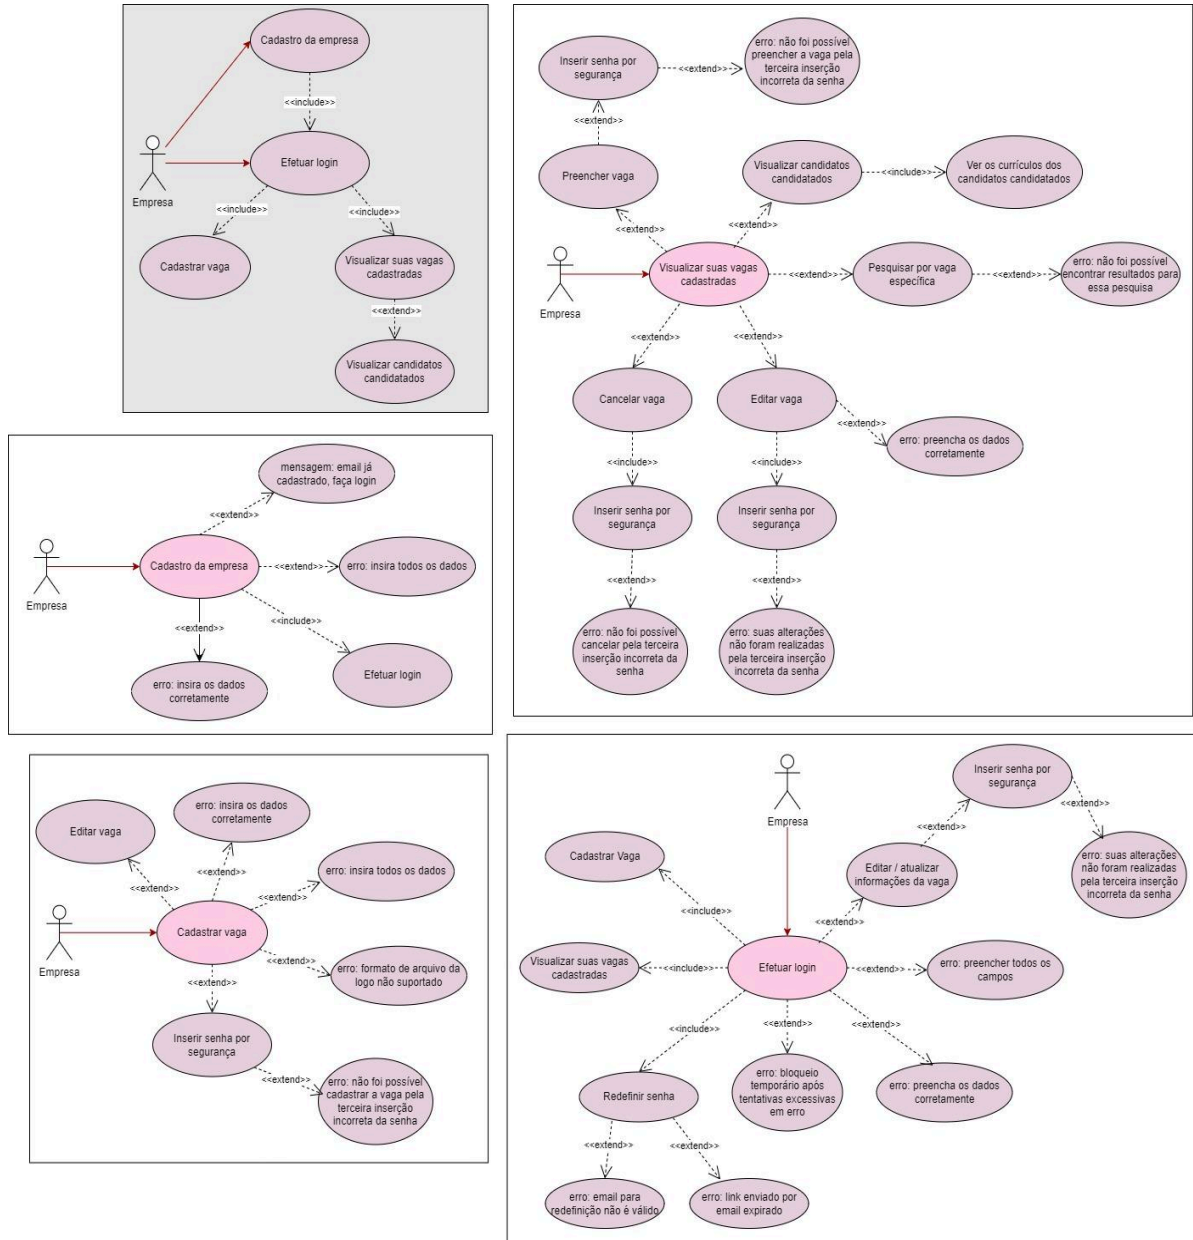 Cadastro da empresa
<<include>>
Efetuar login
Empresa
<<include>>
<<include>>
Cadastrar vaga
Visualizar suas vagas
cadastradas
<<extend>>
Visualizar candidatos
candidatados
Inserir senha por
segurança
<<extend>>
erro: não foi possível
preencher a vaga pela
terceira inserção
incorreta da senha
<<extend>>
Preencher vaga
Visualizar candidatos
candidatados
<<include>>
Ver os currículos dos
candidatos candidatados
<<extend>>
<<extend>>
Empresa
Visualizar suas vagas
cadastradas
<<extend>>
Pesquisar por vaga
específica
<<extend>>
erro: não foi possível
encontrar resultados para
essa pesquisa
<<extend>>
<<extend>>
Cancelar vaga
Editar vaga
<<extend>>
erro: preencha os dados
corretamente
<<include>>
<<include>>
Inserir senha por
segurança
Inserir senha por
segurança
<<extend>>
<<extend>>
erro: não foi possível
cancelar pela terceira
inserção incorreta da
senha
erro: suas alterações
não foram realizadas
pela terceira inserção
incorreta da senha
mensagem: email já
cadastrado, faça login
<<extend>>
Empresa
Cadastro da empresa
<<extend>>
erro: insira todos os dados
<<extend>>
<<include>>
erro: insira os dados
corretamente
Efetuar login
Editar vaga
erro: insira os dados
corretamente
<<extend>>
<<extend>>
erro: insira todos os dados
<<extend>>
Empresa
Cadastrar vaga
<<extend>>
erro: formato de arquivo da
logo não suportado
<<extend>>
Inserir senha por
segurança
<<extend>>
erro: não foi possível
cadastrar a vaga pela
terceira inserção
incorreta da senha
Empresa
Inserir senha por
segurança
<<extend>>
<<extend>>
erro: suas alterações
não foram realizadas
pela terceira inserção
incorreta da senha
Cadastrar Vaga
Editar / atualizar
informações da vaga
<<include>>
<<extend>>
Visualizar suas vagas
cadastradas
<<include>>
Efetuar login
<<extend>>
erro: preencher todos os
campos
<<include>>
<<extend>>
<<extend>>
Redefinir senha
erro: bloqueio
temporário após
tentativas excessivas
em erro
erro: preencha os dados
corretamente
<<extend>>
<<extend>>
erro: email para
redefinição não é válido
erro: link enviado por
email expirado